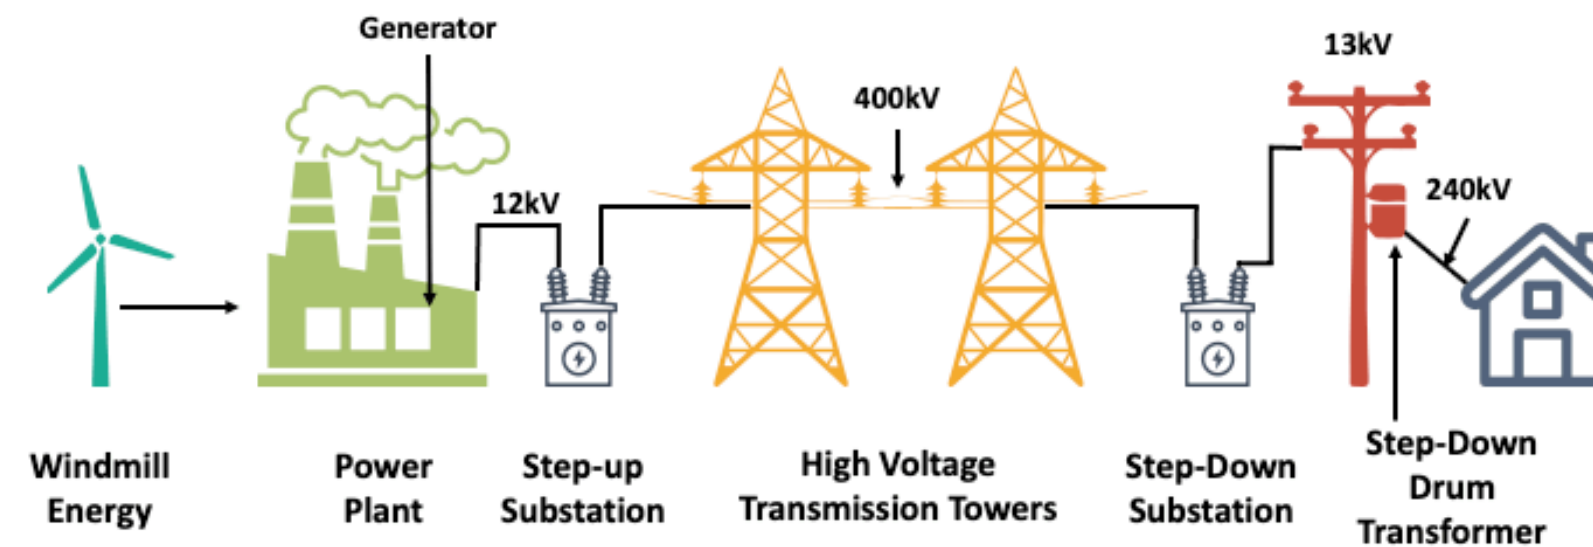 Generator
13kV
400kV
240kV
12kV
Windmill
Energy
Power
Plant
Step-up
Substation
High Voltage
Transmission Towers
Step-Down
Substation
Step-Down
Drum
Transformer